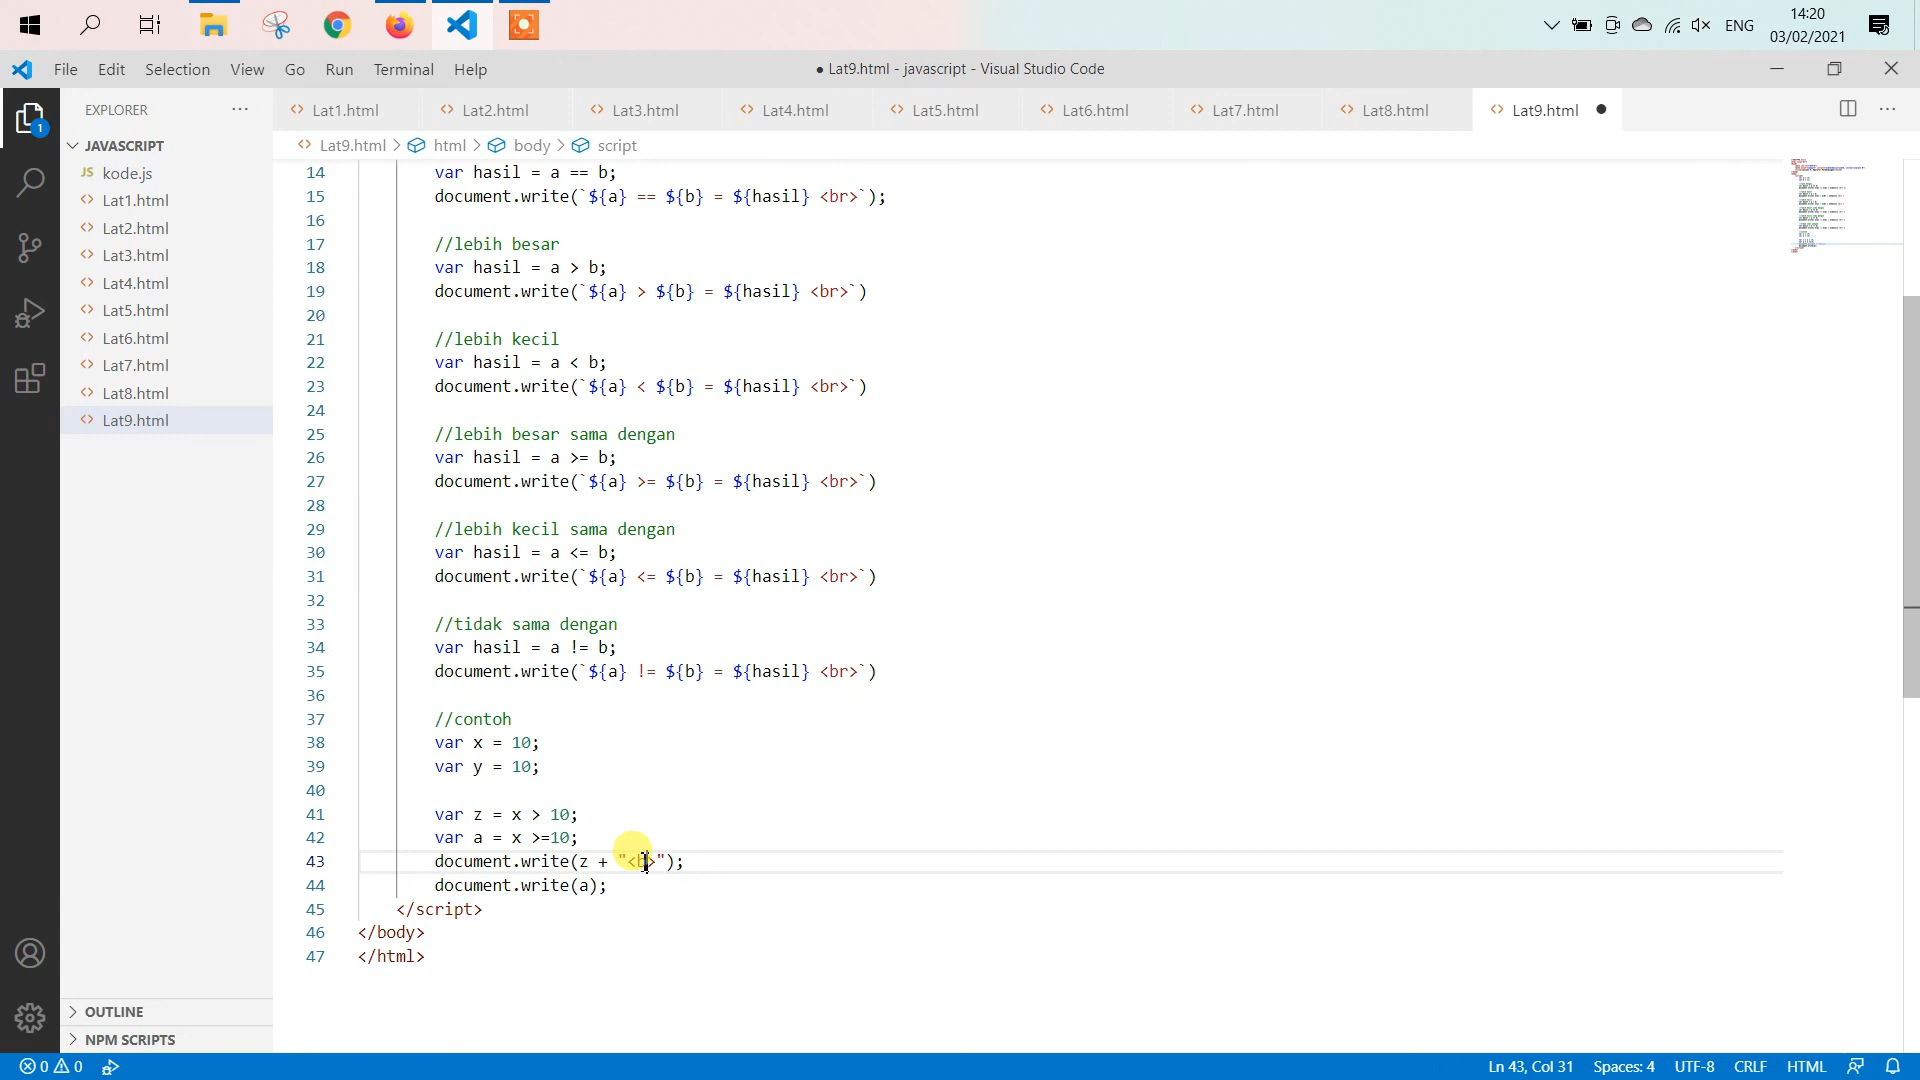 ENG
14:20
03/02/2021
File Edit Selection View Go Run Terminal Help
● Lat9.html - javascript - Visual Studio Code
EXPLORER ···
Lat1.html Lat2.html Lat3.html Lat4.html Lat5.html Lat6.html Lat7.html Lat8.html Lat9.html ●
Lat9.html > html > body > script
1
JAVASCRIPT
JS kode.js
Lat1.html
Lat2.html
Lat3.html
Lat4.html
Lat5.html
Lat6.html
Lat7.html
Lat8.html
Lat9.html
OUTLINE
NPM SCRIPTS
14 var hasil = a == b;
15 document.write(`${a} == ${b} = ${hasil} <br>`);
16
17 //lebih besar
18 var hasil = a > b;
19 document.write(`${a} > ${b} = ${hasil} <br>`)
20
21 //lebih kecil
22 var hasil = a < b;
23 document.write(`${a} < ${b} = ${hasil} <br>`)
24
25 //lebih besar sama dengan
26 var hasil = a >= b;
27 document.write(`${a} >= ${b} = ${hasil} <br>`)
28
29 //lebih kecil sama dengan
30 var hasil = a <= b;
31 document.write(`${a} <= ${b} = ${hasil} <br>`)
32
33 //tidak sama dengan
34 var hasil = a != b;
35 document.write(`${a} != ${b} = ${hasil} <br>`)
36
37 //contoh
38 var x = 10;
39 var y = 10;
40
41 var z = x > 10;
42 var a = x >=10;
43 document.write(z + "<b>");
44 document.write(a);
45 </script>
46 </body>
47 </html>
0 0 Ln 43, Col 31 Spaces: 4 UTF-8 CRLF HTML